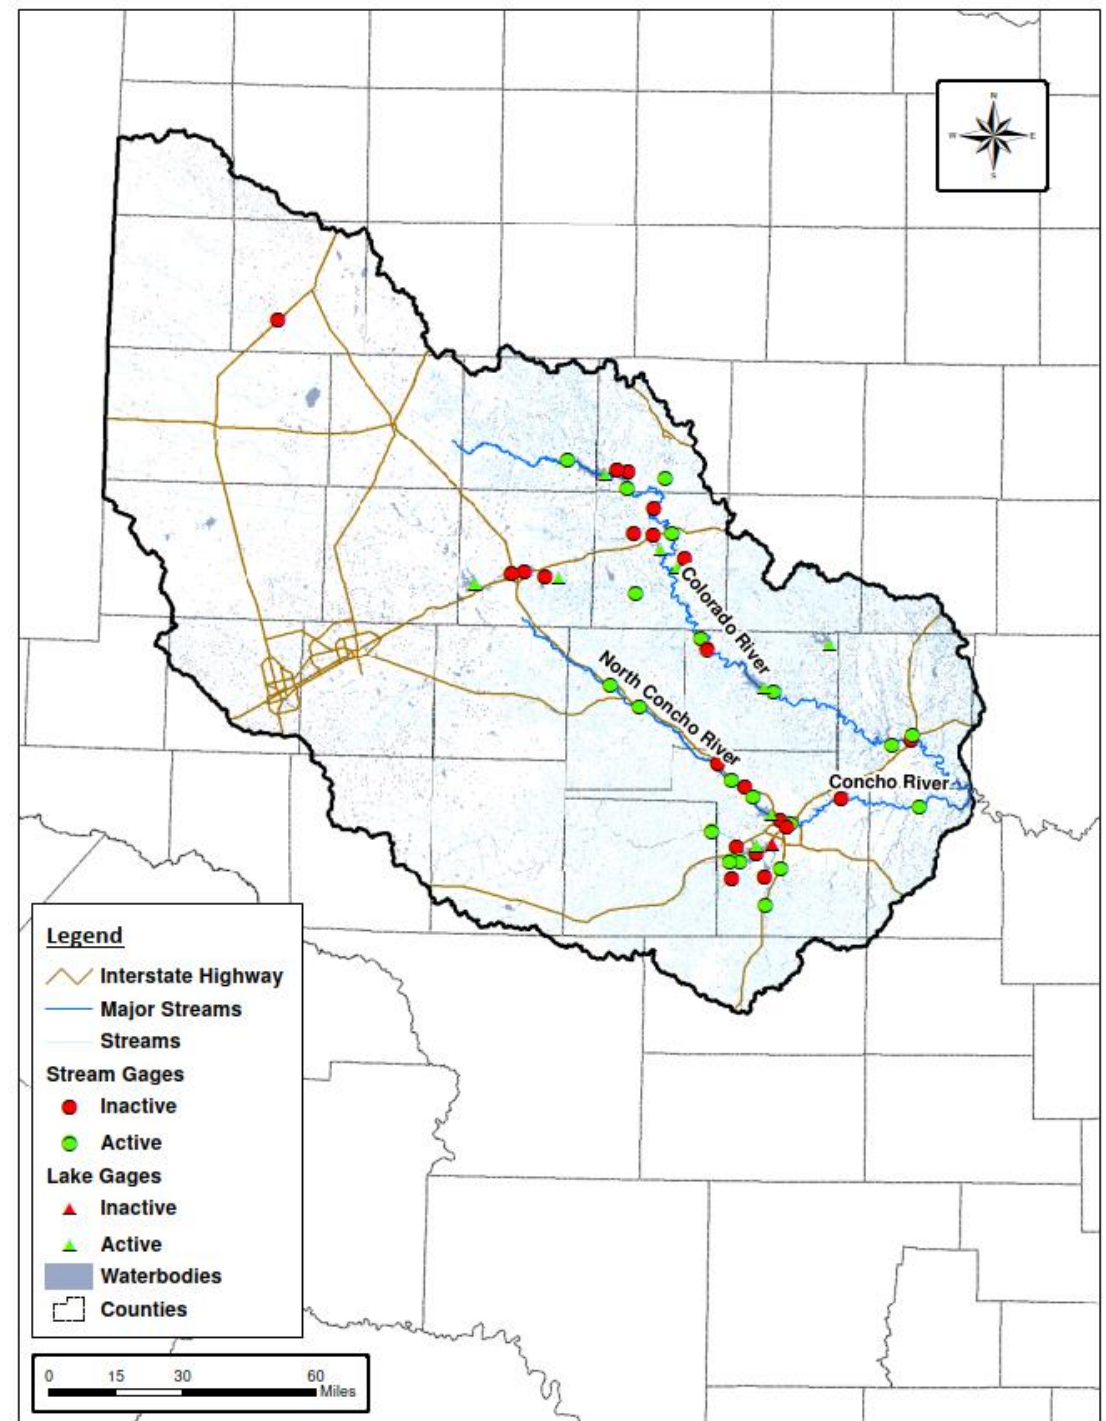 N
W E
S
Colorado River
North Concho River
Concho River
Legend
Interstate Highway
Major Streams
Streams
Stream Gages
Inactive
Active
Lake Gages
Inactive
Active
Waterbodies
Counties
0 15 30 60
Miles